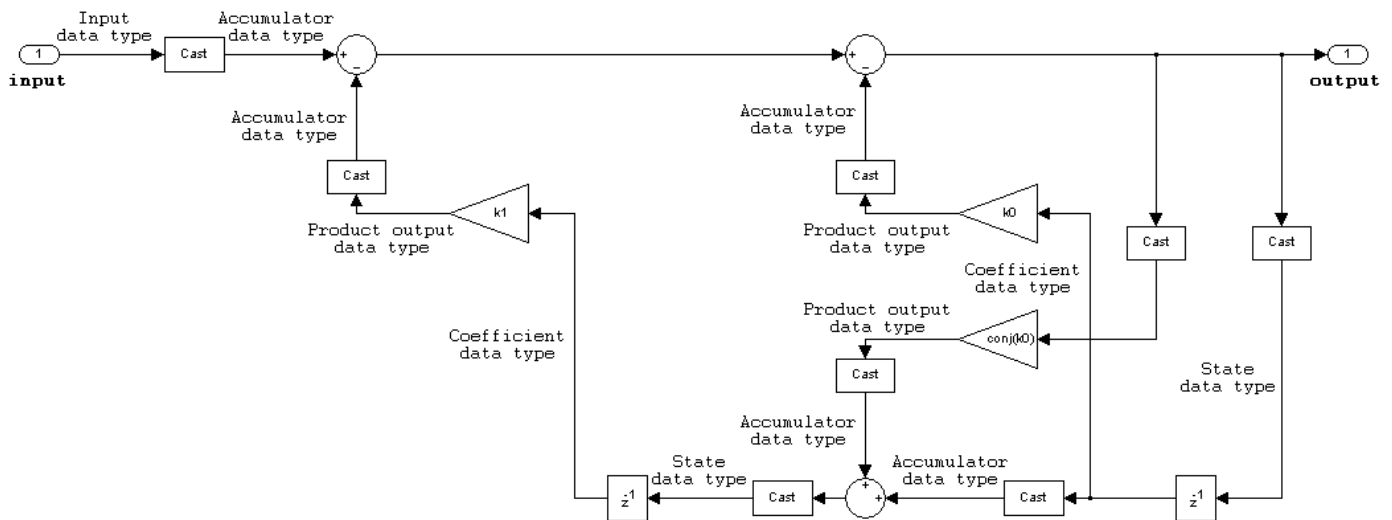 Input
data type
Accumulator
data type
1
input
Cast
+
−
+
−
1
output
Accumulator
data type
Accumulator
data type
Cast
Cast
k1
k0
Product output
data type
Product output
data type
Cast
Cast
Coefficient
data type
Product output
data type
conj(k0)
Coefficient
data type
Cast
State
data type
Accumulator
data type
State
data type
Accumulator
data type
z-1
Cast
+
+
Cast
z-1